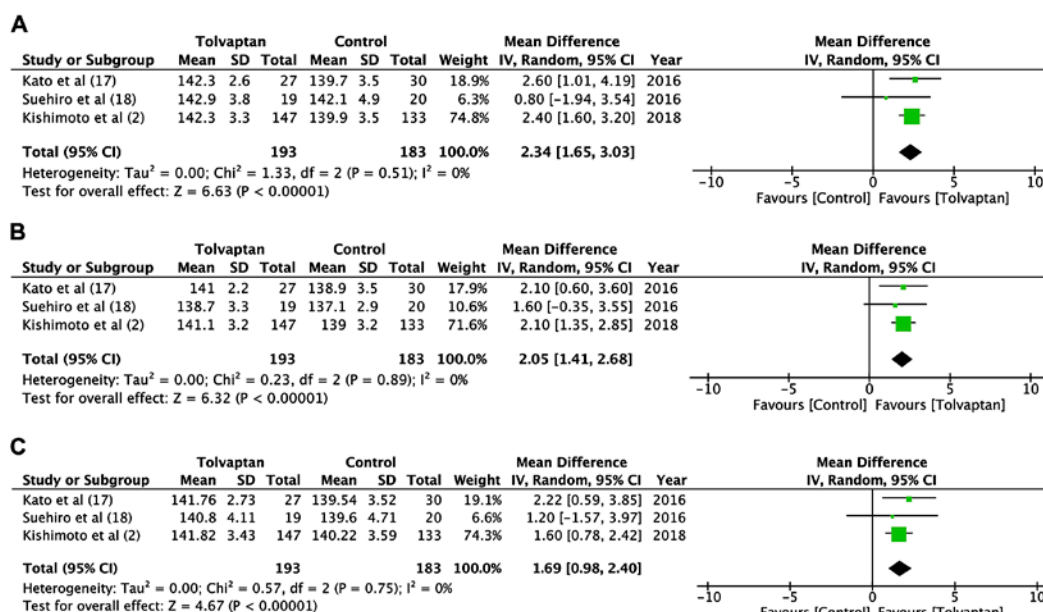 A
Tolvaptan Control Mean Difference Mean Difference
Study or Subgroup Mean SD Total Mean SD Total Weight IV, Random, 95% CI Year IV, Random, 95% CI
Kato et al (17) 142.3 2.6 27 139.7 3.5 30 18.9% 2.60 [1.01, 4.19] 2016
Suehiro et al (18) 142.9 3.8 19 142.1 4.9 20 6.3% 0.80 [-1.94, 3.54] 2016
Kishimoto et al (2) 142.3 3.3 147 139.9 3.5 133 74.8% 2.40 [1.60, 3.20] 2018
Total (95% CI) 193 183 100.0% 2.34 [1.65, 3.03]
Heterogeneity: Tau² = 0.00; Chi² = 1.33, df = 2 (P = 0.51); I² = 0%
Test for overall effect: Z = 6.63 (P < 0.00001)
-10 -5 0 5 10
Favours [Control] Favours [Tolvaptan]
B
Tolvaptan Control Mean Difference Mean Difference
Study or Subgroup Mean SD Total Mean SD Total Weight IV, Random, 95% CI Year IV, Random, 95% CI
Kato et al (17) 141 2.2 27 138.9 3.5 30 17.9% 2.10 [0.60, 3.60] 2016
Suehiro et al (18) 138.7 3.3 19 137.1 2.9 20 10.6% 1.60 [-0.35, 3.55] 2016
Kishimoto et al (2) 141.1 3.2 147 139 3.2 133 71.6% 2.10 [1.35, 2.85] 2018
Total (95% CI) 193 183 100.0% 2.05 [1.41, 2.68]
Heterogeneity: Tau² = 0.00; Chi² = 0.23, df = 2 (P = 0.89); I² = 0%
Test for overall effect: Z = 6.32 (P < 0.00001)
-10 -5 0 5 10
Favours [Control] Favours [Tolvaptan]
C
Tolvaptan Control Mean Difference Mean Difference
Study or Subgroup Mean SD Total Mean SD Total Weight IV, Random, 95% CI Year IV, Random, 95% CI
Kato et al (17) 141.76 2.73 27 139.54 3.52 30 19.1% 2.22 [0.59, 3.85] 2016
Suehiro et al (18) 140.8 4.11 19 139.6 4.71 20 6.6% 1.20 [-1.57, 3.97] 2016
Kishimoto et al (2) 141.82 3.43 147 140.22 3.59 133 74.3% 1.60 [0.78, 2.42] 2018
Total (95% CI) 193 183 100.0% 1.69 [0.98, 2.40]
Heterogeneity: Tau² = 0.00; Chi² = 0.57, df = 2 (P = 0.75); I² = 0%
Test for overall effect: Z = 4.67 (P < 0.00001)
-10 -5 0 5 10
Favours [Control] Favours [Tolvaptan]